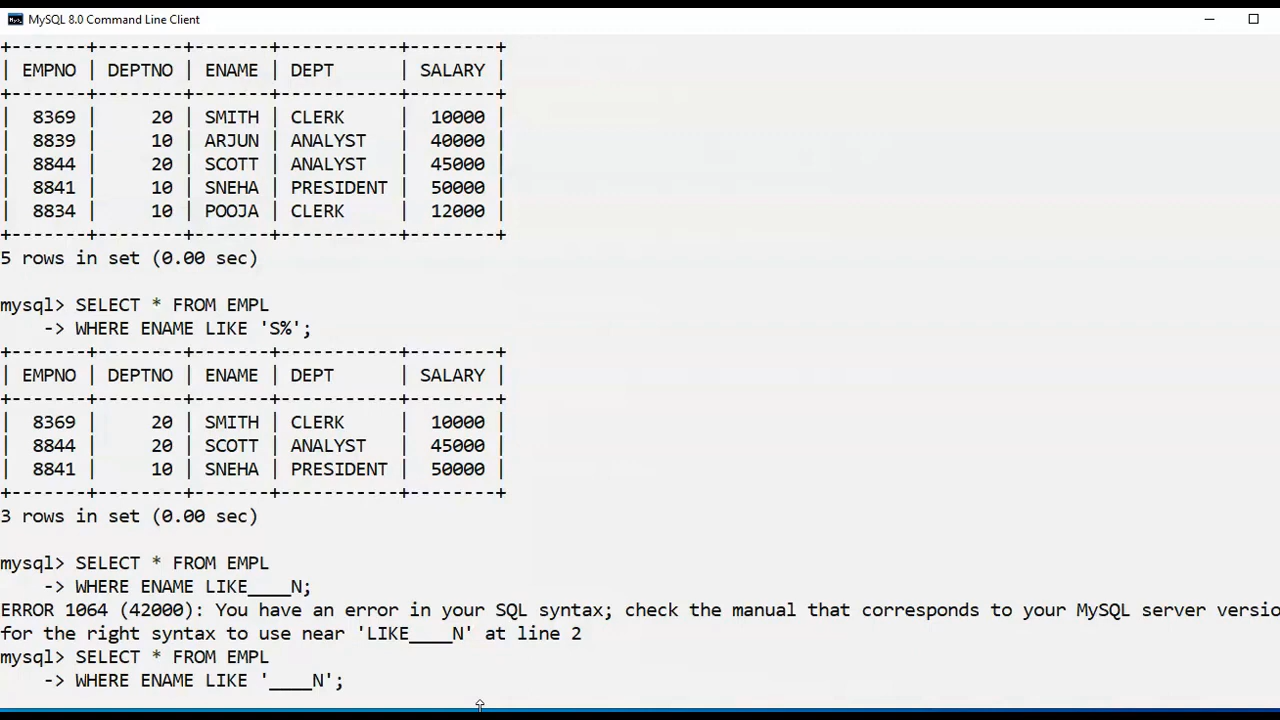 MySQL 8.0 Command Line Client
+-------+--------+-------+-----------+--------+
| EMPNO | DEPTNO | ENAME | DEPT      | SALARY |
+-------+--------+-------+-----------+--------+
|  8369 |     20 | SMITH | CLERK     |  10000 |
|  8839 |     10 | ARJUN | ANALYST   |  40000 |
|  8844 |     20 | SCOTT | ANALYST   |  45000 |
|  8841 |     10 | SNEHA | PRESIDENT |  50000 |
|  8834 |     10 | POOJA | CLERK     |  12000 |
+-------+--------+-------+-----------+--------+
5 rows in set (0.00 sec)
mysql> SELECT * FROM EMPL
    -> WHERE ENAME LIKE 'S%';
+-------+--------+-------+-----------+--------+
| EMPNO | DEPTNO | ENAME | DEPT      | SALARY |
+-------+--------+-------+-----------+--------+
|  8369 |     20 | SMITH | CLERK     |  10000 |
|  8844 |     20 | SCOTT | ANALYST   |  45000 |
|  8841 |     10 | SNEHA | PRESIDENT |  50000 |
+-------+--------+-------+-----------+--------+
3 rows in set (0.00 sec)
mysql> SELECT * FROM EMPL
    -> WHERE ENAME LIKE____N;
ERROR 1064 (42000): You have an error in your SQL syntax; check the manual that corresponds to your MySQL server versio
for the right syntax to use near 'LIKE____N' at line 2
mysql> SELECT * FROM EMPL
    -> WHERE ENAME LIKE '____N';